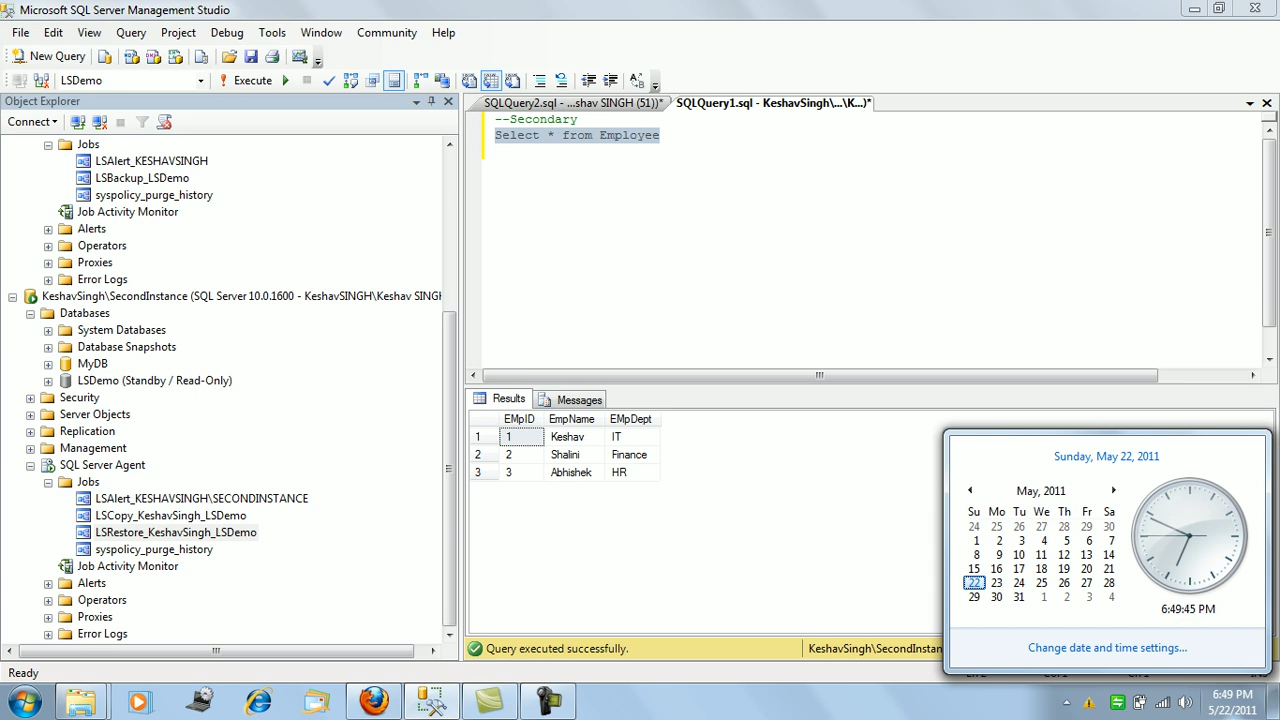 Microsoft SQL Server Management Studio
File Edit View Query Project Debug Tools Window Community Help
New Query
LSDemo Execute
Object Explorer
SQLQuery2.sql - ...shav SINGH (51))* SQLQuery1.sql - KeshavSingh\...\K...)*
Connect
--Secondary
Select * from Employee
Jobs
LSAlert_KESHAVSINGH
LSBackup_LSDemo
syspolicy_purge_history
Job Activity Monitor
Alerts
Operators
Proxies
Error Logs
KeshavSingh\SecondInstance (SQL Server 10.0.1600 - KeshavSINGH\Keshav SINGH
Databases
System Databases
Database Snapshots
MyDB
LSDemo (Standby / Read-Only)
Security
Server Objects
Replication
Management
SQL Server Agent
Jobs
LSAlert_KESHAVSINGH\SECONDINSTANCE
LSCopy_KeshavSingh_LSDemo
LSRestore_KeshavSingh_LSDemo
syspolicy_purge_history
Job Activity Monitor
Alerts
Operators
Proxies
Error Logs
Results Messages
EMpID EmpName EMpDept
1 1 Keshav IT
2 2 Shalini Finance
3 3 Abhishek HR
Query executed successfully. KeshavSingh\SecondInstan
Sunday, May 22, 2011
May, 2011
Su Mo Tu We Th Fr Sa
24 25 26 27 28 29 30
1 2 3 4 5 6 7
8 9 10 11 12 13 14
15 16 17 18 19 20 21
22 23 24 25 26 27 28
29 30 31 1 2 3 4
6:49:45 PM
Change date and time settings...
Ready
6:49 PM
5/22/2011